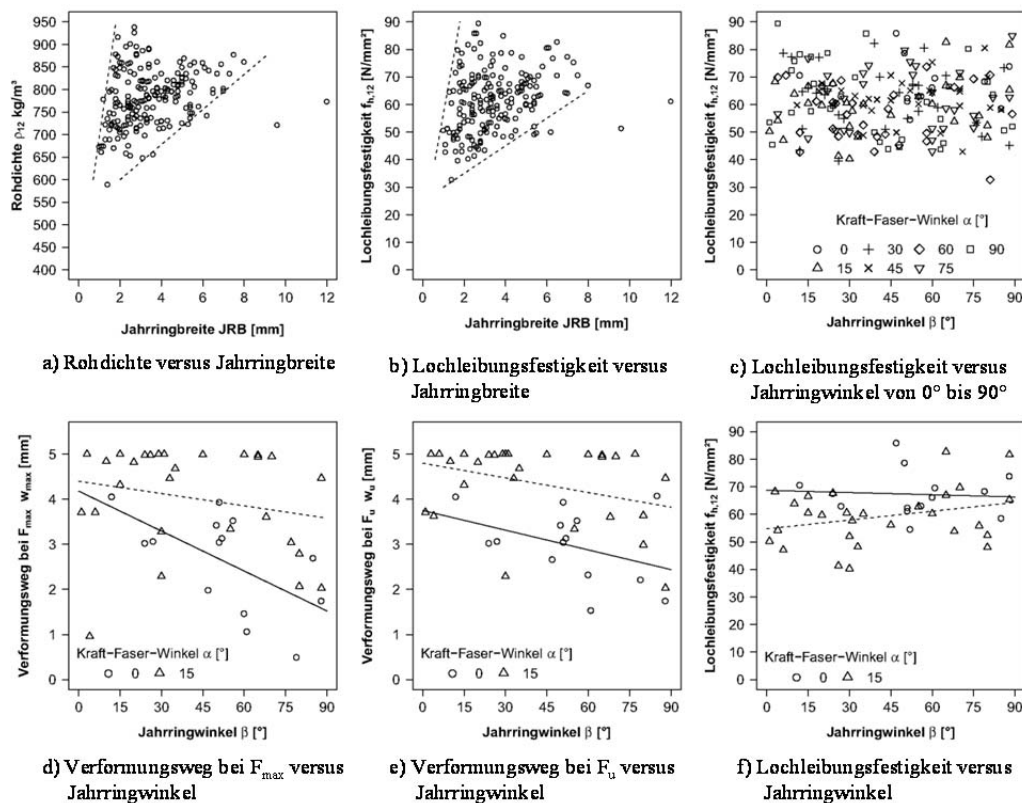 950
900
850
800
750
700
650
600
550
500
450
400
Rohdichte ρ12 kg/m³
0 2 4 6 8 10 12
Jahrringbreite JRB [mm]
a) Rohdichte versus Jahrringbreite
90
80
70
60
50
40
30
20
10
0
Lochleibungsfestigkeit fh,12 [N/mm²]
0 2 4 6 8 10 12
Jahrringbreite JRB [mm]
b) Lochleibungsfestigkeit versus
Jahrringbreite
90
80
70
60
50
40
30
20
10
0
Lochleibungsfestigkeit fh,12 [N/mm²]
Kraft-Faser-Winkel α [°]
0 30 60 90
15 45 75
0 15 30 45 60 75 90
Jahrringwinkel β [°]
c) Lochleibungsfestigkeit versus
Jahrringwinkel von 0° bis 90°
5
4
3
2
1
0
Verformungsweg bei Fmax wmax [mm]
Kraft-Faser-Winkel α [°]
0 15
0 15 30 45 60 75 90
Jahrringwinkel β [°]
d) Verformungsweg bei Fmax versus
Jahrringwinkel
5
4
3
2
1
0
Verformungsweg bei Fu wu [mm]
Kraft-Faser-Winkel α [°]
0 15
0 15 30 45 60 75 90
Jahrringwinkel β [°]
e) Verformungsweg bei Fu versus
Jahrringwinkel
90
80
70
60
50
40
30
20
10
0
Lochleibungsfestigkeit fh,12 [N/mm²]
Kraft-Faser-Winkel α [°]
0 15
0 15 30 45 60 75 90
Jahrringwinkel β [°]
f) Lochleibungsfestigkeit versus
Jahrringwinkel